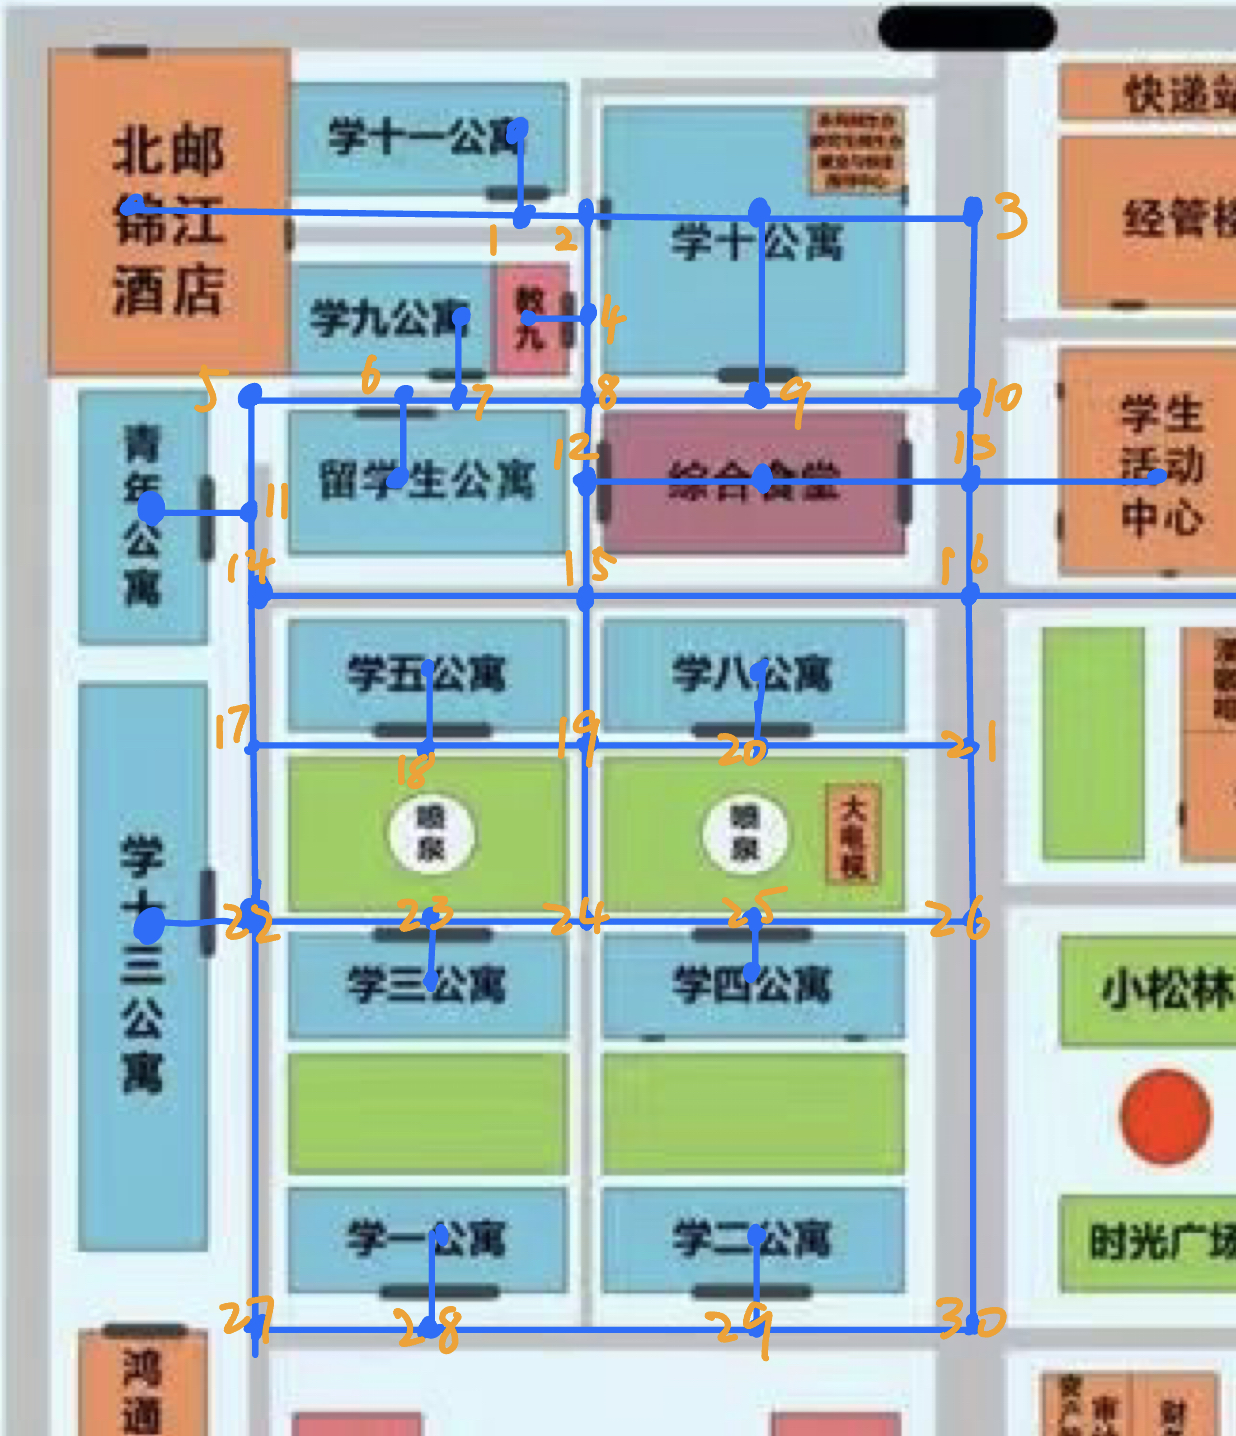 北邮
锦江
酒店
学十一公寓
学十公寓
快递站
经管楼
1
2
3
学九公寓
教九
4
5
6
7
8
9
10
青年公寓
留学生公寓
12
综合食堂
13
学生
活动
中心
11
14
15
16
学五公寓
学八公寓
17
18
19
20
21
喷泉
喷泉
大电视
学十三公寓
22
23
24
25
26
学三公寓
学四公寓
小松林
学一公寓
学二公寓
时光广场
27
28
29
30
鸿通